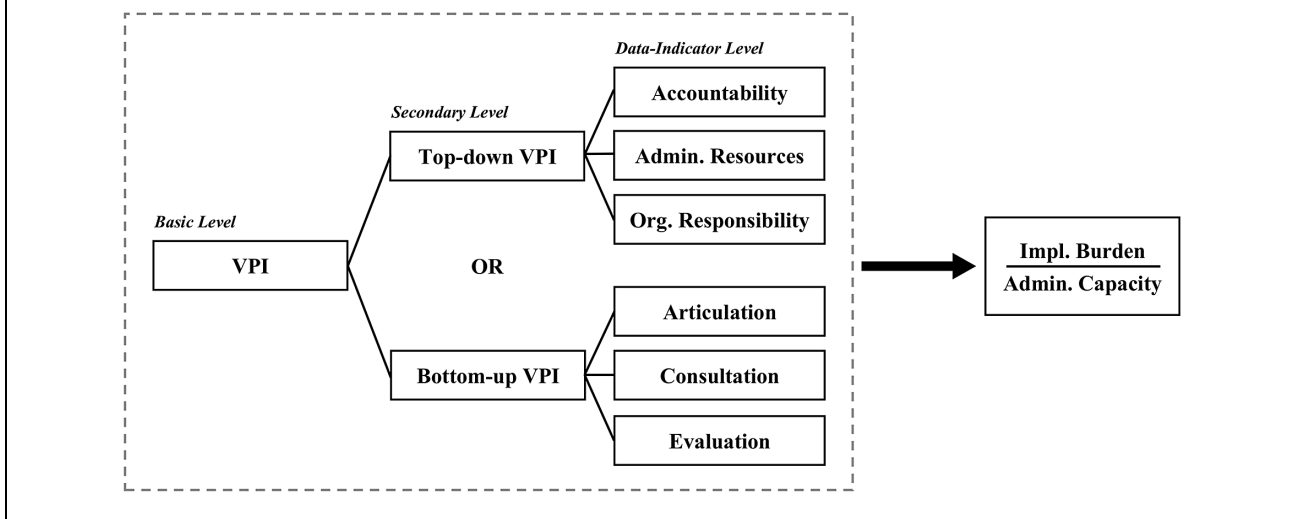 Data-Indicator Level
Accountability
Secondary Level
Top-down VPI
Admin. Resources
Org. Responsibility
Basic Level
VPI
OR
Impl. Burden
Admin. Capacity
Articulation
Bottom-up VPI
Consultation
Evaluation